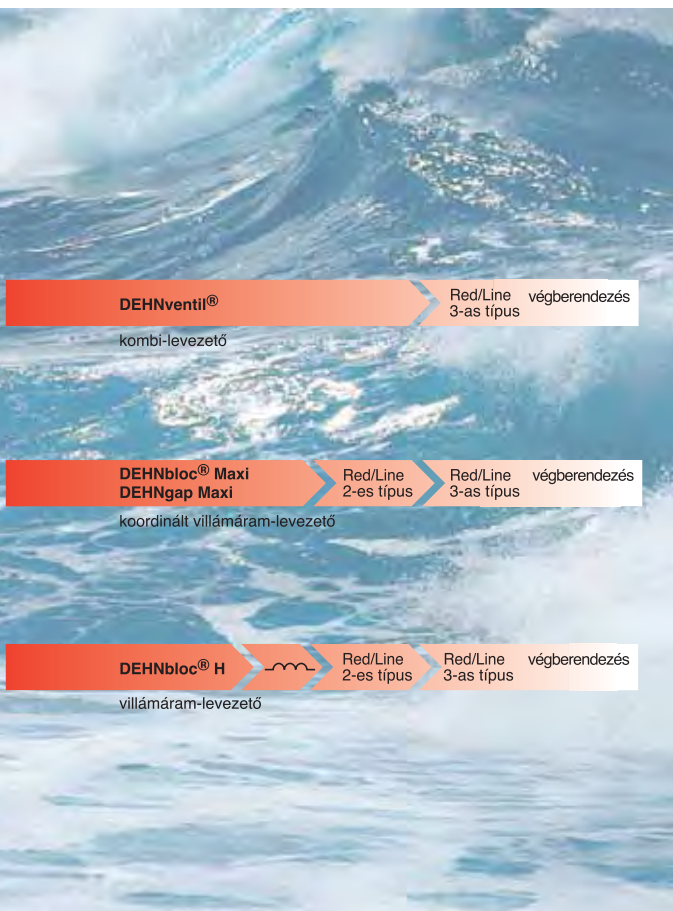 DEHNventil®
Red/Line
3-as típus
végberendezés
kombi-levezető
DEHNbloc® Maxi
DEHNgap Maxi
Red/Line
2-es típus
Red/Line
3-as típus
végberendezés
koordinált villámáram-levezető
DEHNbloc® H
Red/Line
2-es típus
Red/Line
3-as típus
végberendezés
villámáram-levezető